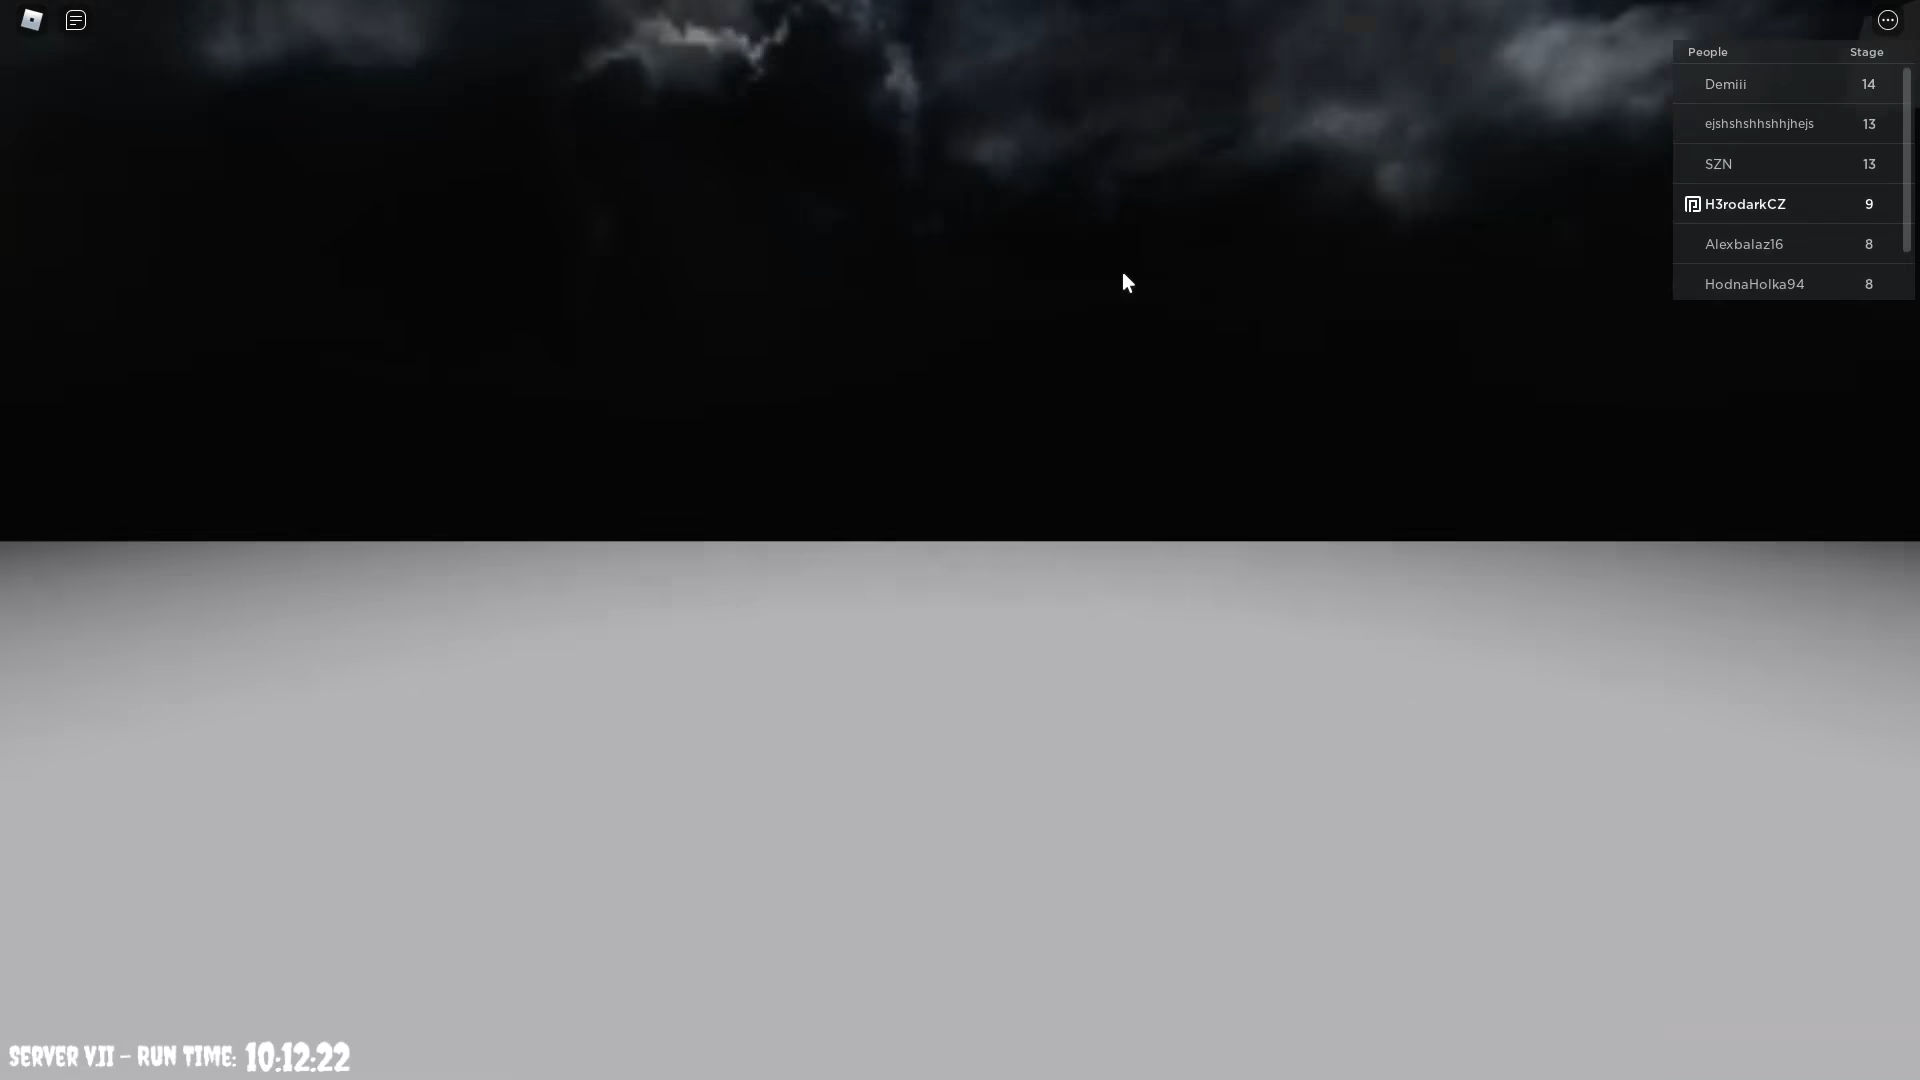 People Stage
Demiii 14
ejshshshhshhjhejs 13
SZN 13
H3rodarkCZ 9
Alexbalaz16 8
HodnaHolka94 8
SERVER V.II - RUN TIME: 10:12:22